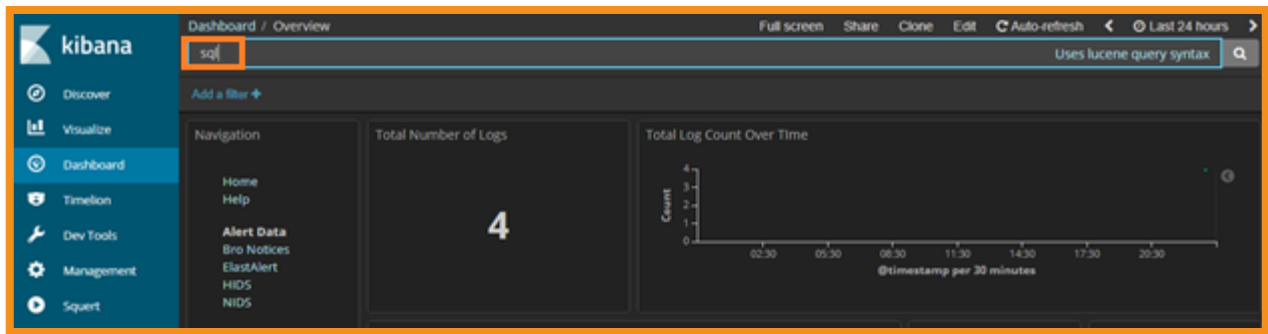 kibana
Discover
Visualize
Dashboard
Timelion
Dev Tools
Management
Squert
Dashboard / Overview
Full screen Share Clone Edit Auto-refresh Last 24 hours
sql
Uses lucene query syntax
Add a filter +
Navigation
Home
Help
Alert Data
Bro Notices
ElastAlert
HIDS
NIDS
Total Number of Logs
4
Total Log Count Over Time
Count
4
3
2
1
0
02:30 05:30 08:30 11:30 14:30 17:30 20:30
@timestamp per 30 minutes